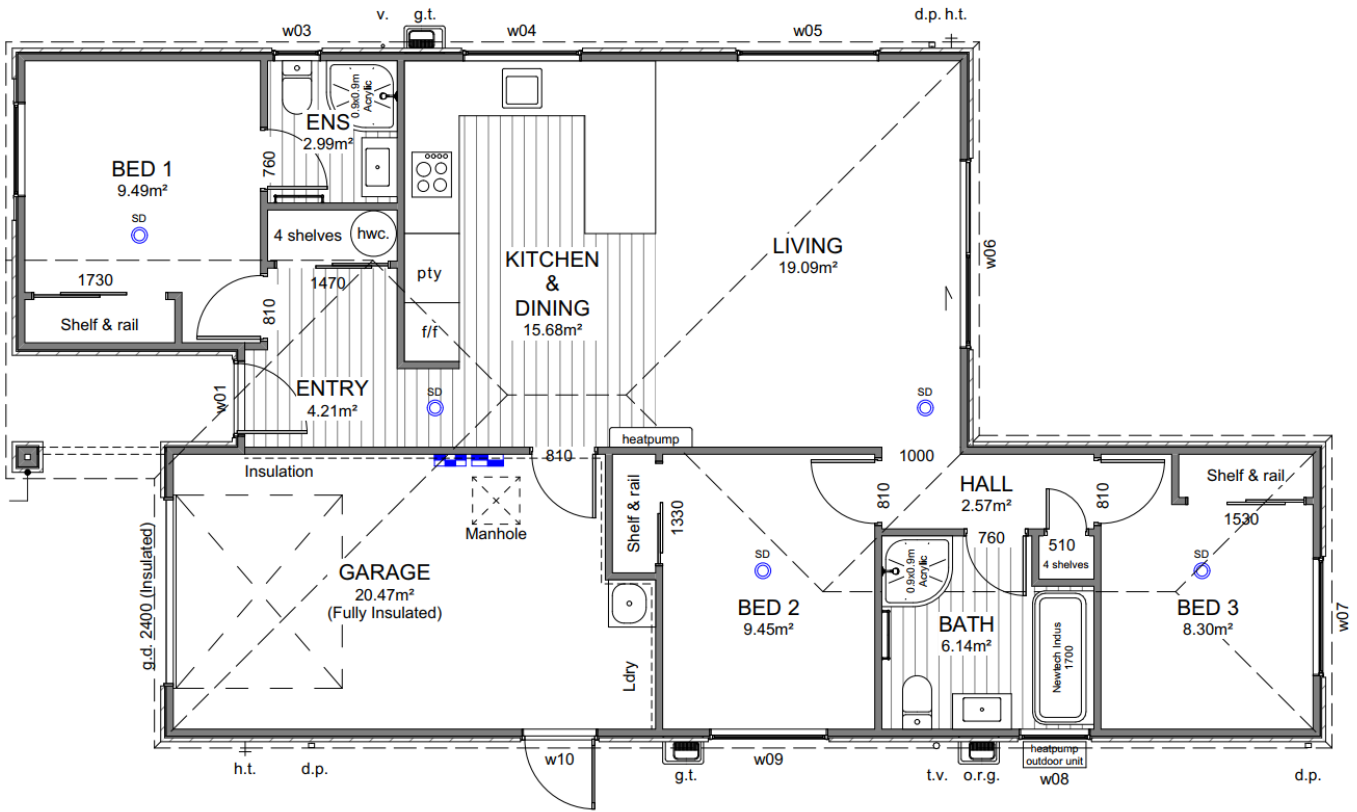 v.
g.t.
d.p. h.t.
w03
w04
w05
0.9x0.9m
Acrylic
ENS
2.99m²
760
BED 1
9.49m²
SD
4 shelves
hwc.
1730
1470
810
Shelf & rail
pty
f/f
KITCHEN
&
DINING
15.68m²
LIVING
19.09m²
w06
w01
ENTRY
4.21m²
SD
SD
heatpump
810
1000
Insulation
Manhole
Shelf & rail
1330
810
HALL
2.57m²
810
Shelf & rail
1530
760
510
4 shelves
g.d. 2400 (Insulated)
GARAGE
20.47m²
(Fully Insulated)
SD
BED 2
9.45m²
0.9x0.9m
Acrylic
BATH
6.14m²
Newtech Indus
1700
SD
BED 3
8.30m²
w07
Ldry
h.t.
d.p.
w10
g.t.
w09
t.v.
o.r.g.
heatpump
outdoor unit
w08
d.p.